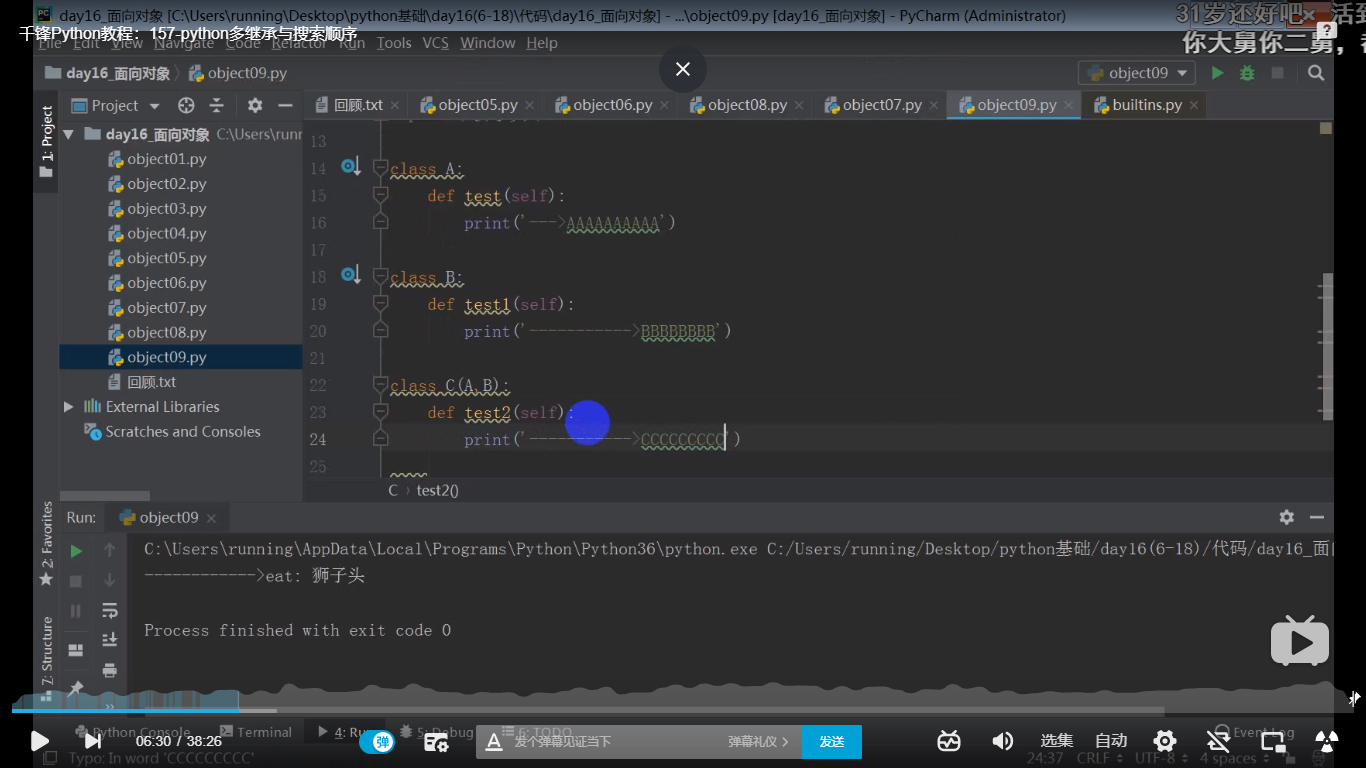 day16_面向对象 [C:\Users\running\Desktop\python基础\day16(6-18)\代码\day16_面向对象] - ...\object09.py [day16_面向对象] - PyCharm (Administrator)
31岁还好吧
活到
千锋Python教程：157-python多继承与搜索顺序
File Edit View Navigate Code Refactor Run Tools VCS Window Help
你大舅你二舅，都
day16_面向对象 object09.py
object09
1: Project
Project
回顾.txt object05.py object06.py object08.py object07.py object09.py builtins.py
day16_面向对象 C:\Users\runr
object01.py
object02.py
object03.py
object04.py
object05.py
object06.py
object07.py
object08.py
object09.py
回顾.txt
External Libraries
Scratches and Consoles
13
14 class A:
15 def test(self):
16 print('--->AAAAAAAAAA')
17
18 class B:
19 def test1(self):
20 print('----------->BBBBBBBB')
21
22 class C(A,B):
23 def test2(self):
24 print('----------->CCCCCCCCC')
25
C › test2()
2: Favorites
7: Structure
Run: object09
C:\Users\running\AppData\Local\Programs\Python\Python36\python.exe C:/Users/running/Desktop/python基础/day16(6-18)/代码/day16_面
------------>eat: 狮子头
Process finished with exit code 0
Python Console Terminal 4: Ru 5: Debug 6: TODO Event Log
06:30 / 38:26
弹
发个弹幕见证当下
弹幕礼仪 >
发送
选集
自动
Typo: In word 'CCCCCCCCC'
24:37 CRLF UTF-8 4 spaces